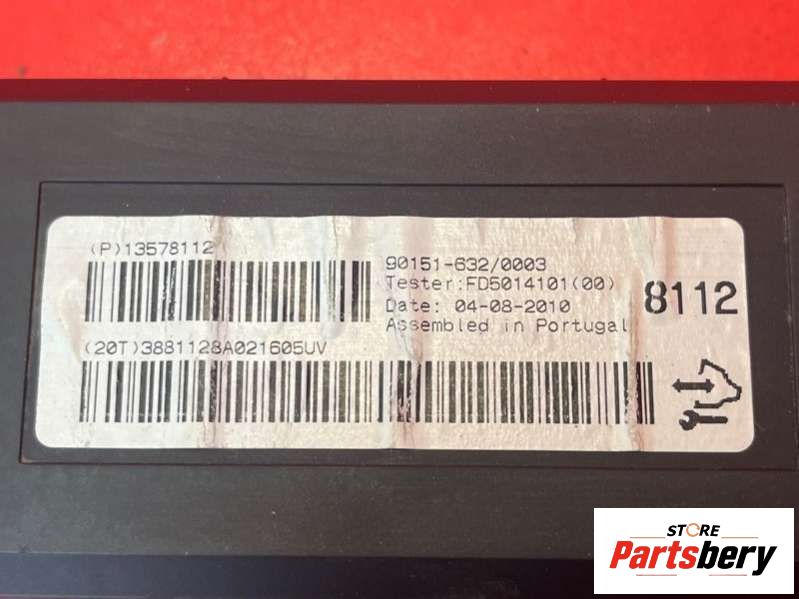 (P)13578112
90151-632/0003
Tester:FD5014101(00)
Date: 04-08-2010
Assembled in Portugal
8112
(20T)3881128A021605UV
STORE
Partsbery